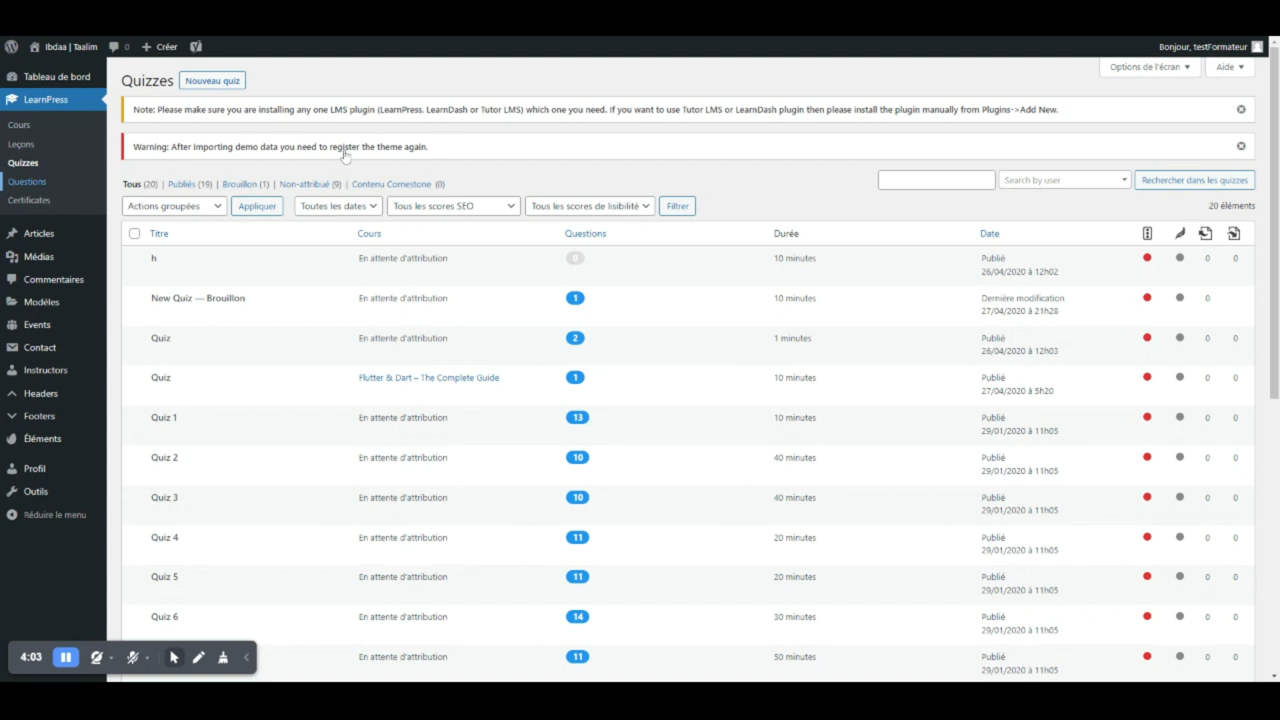 Ibdaa | Taalim 0 Créer Bonjour, testFormateur
Tableau de bord
LearnPress
Cours
Leçons
Quizzes
Questions
Certificates
Articles
Médias
Commentaires
Modèles
Events
Contact
Instructors
Headers
Footers
Éléments
Profil
Outils
Réduire le menu
Options de l'écran Aide
Quizzes Nouveau quiz
Note: Please make sure you are installing any one LMS plugin (LearnPress. LearnDash or Tutor LMS) which one you need. If you want to use Tutor LMS or LearnDash plugin then please install the plugin manually from Plugins->Add New.
Warning: After importing demo data you need to register the theme again.
Tous (20) | Publiés (19) | Brouillon (1) | Non-attribué (9) | Contenu Cornestone (0)
Search by user Rechercher dans les quizzes
Actions groupées Appliquer Toutes les dates Tous les scores SEO Tous les scores de lisibilité Filtrer 20 éléments
Titre Cours Questions Durée Date
h En attente d'attribution 0 10 minutes Publié 0 0
26/04/2020 à 12h02
New Quiz — Brouillon En attente d'attribution 1 10 minutes Dernière modification 0
27/04/2020 à 21h28
Quiz En attente d'attribution 2 1 minutes Publié 0 0
26/04/2020 à 12h03
Quiz Flutter & Dart – The Complete Guide 1 10 minutes Publié 0 0
27/04/2020 à 5h20
Quiz 1 En attente d'attribution 13 10 minutes Publié 0 0
29/01/2020 à 11h05
Quiz 2 En attente d'attribution 10 40 minutes Publié 0 0
29/01/2020 à 11h05
Quiz 3 En attente d'attribution 10 40 minutes Publié 0 0
29/01/2020 à 11h05
Quiz 4 En attente d'attribution 11 20 minutes Publié 0 0
29/01/2020 à 11h05
Quiz 5 En attente d'attribution 11 20 minutes Publié 0 0
29/01/2020 à 11h05
Quiz 6 En attente d'attribution 14 30 minutes Publié 0 0
29/01/2020 à 11h05
En attente d'attribution 11 50 minutes Publié 0 0
29/01/2020 à 11h05
4:03